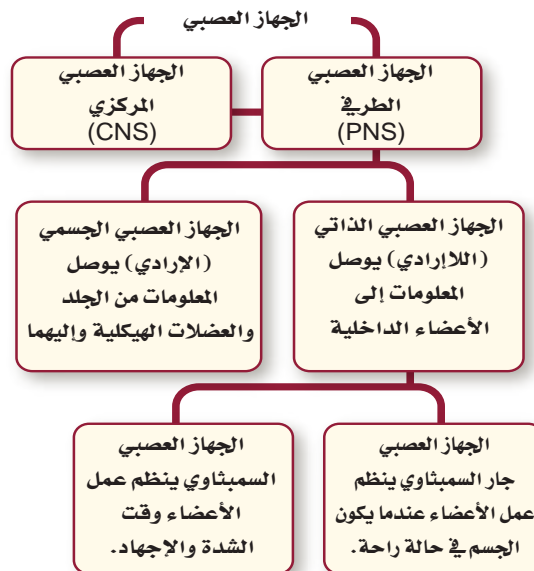 الجهاز العصبي
الجهاز العصبي
الطرفي
(PNS)
الجهاز العصبي
المركزي
(CNS)
الجهاز العصبي الذاتي
(اللاإرادي) يوصل
المعلومات إلى
الأعضاء الداخلية
الجهاز العصبي الجسمي
(الإرادي) يوصل
المعلومات من الجلد
والعضلات الهيكلية وإليهما
الجهاز العصبي
جار السمبثاوي ينظم
عمل الأعضاء عندما يكون
الجسم في حالة راحة.
الجهاز العصبي
السمبثاوي ينظم عمل
الأعضاء وقت
الشدة والإجهاد.